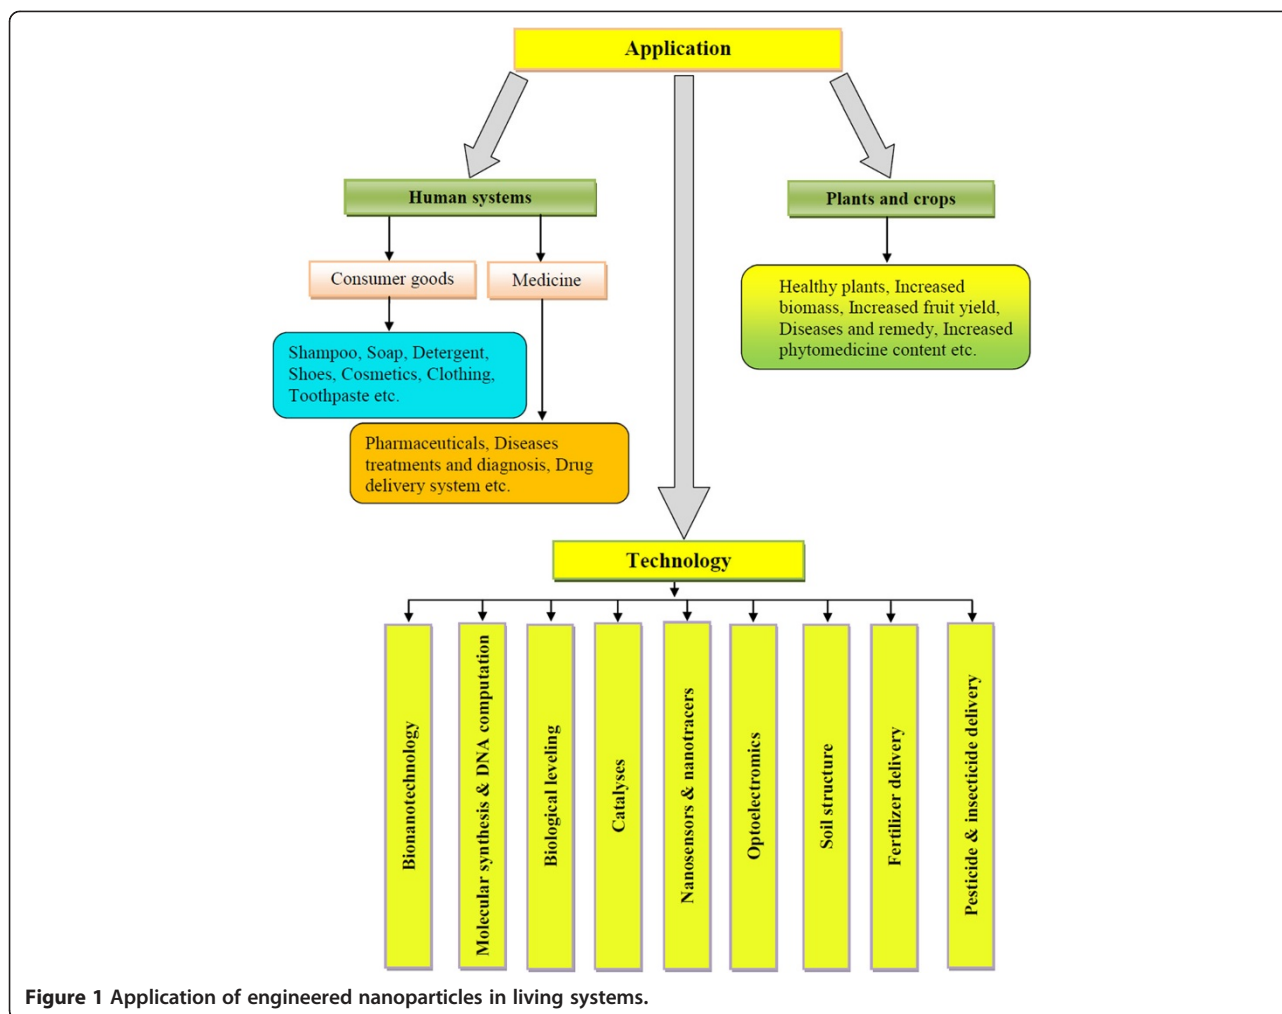 Application
Human systems
Plants and crops
Consumer goods
Medicine
Healthy plants, Increased
biomass, Increased fruit yield,
Diseases and remedy, Increased
phytomedicine content etc.
Shampoo, Soap, Detergent,
Shoes, Cosmetics, Clothing,
Toothpaste etc.
Pharmaceuticals, Diseases
treatments and diagnosis, Drug
delivery system etc.
Technology
Bionanotechnology
Molecular synthesis & DNA computation
Biological leveling
Catalyses
Nanosensors & nanotracers
Optoelectromics
Soil structure
Fertilizer delivery
Pesticide & insecticide delivery
Figure 1 Application of engineered nanoparticles in living systems.